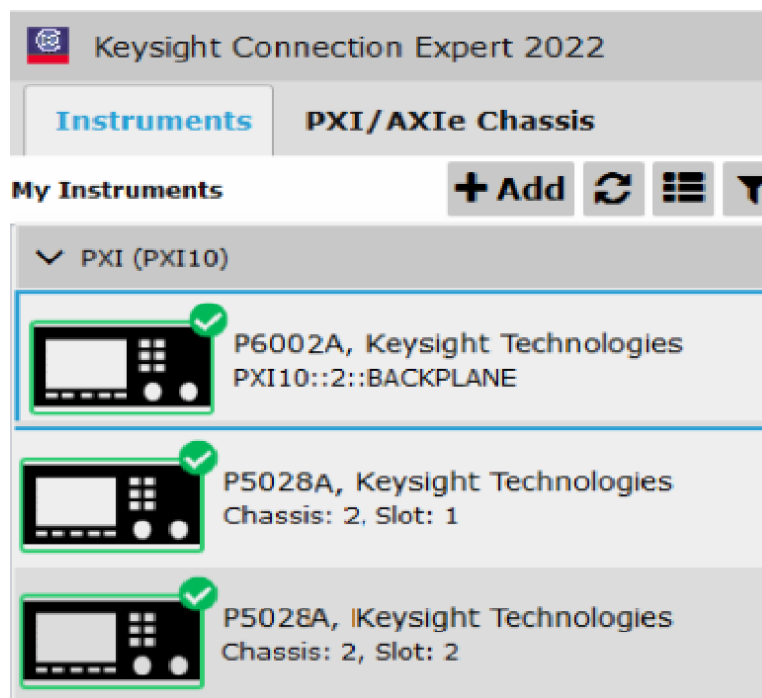 Keysight Connection Expert 2022
Instruments PXI/AXIe Chassis
My Instruments + Add
PXI (PXI10)
P6002A, Keysight Technologies
PXI10::2::BACKPLANE
P5028A, Keysight Technologies
Chassis: 2, Slot: 1
P5028A, Keysight Technologies
Chassis: 2, Slot: 2